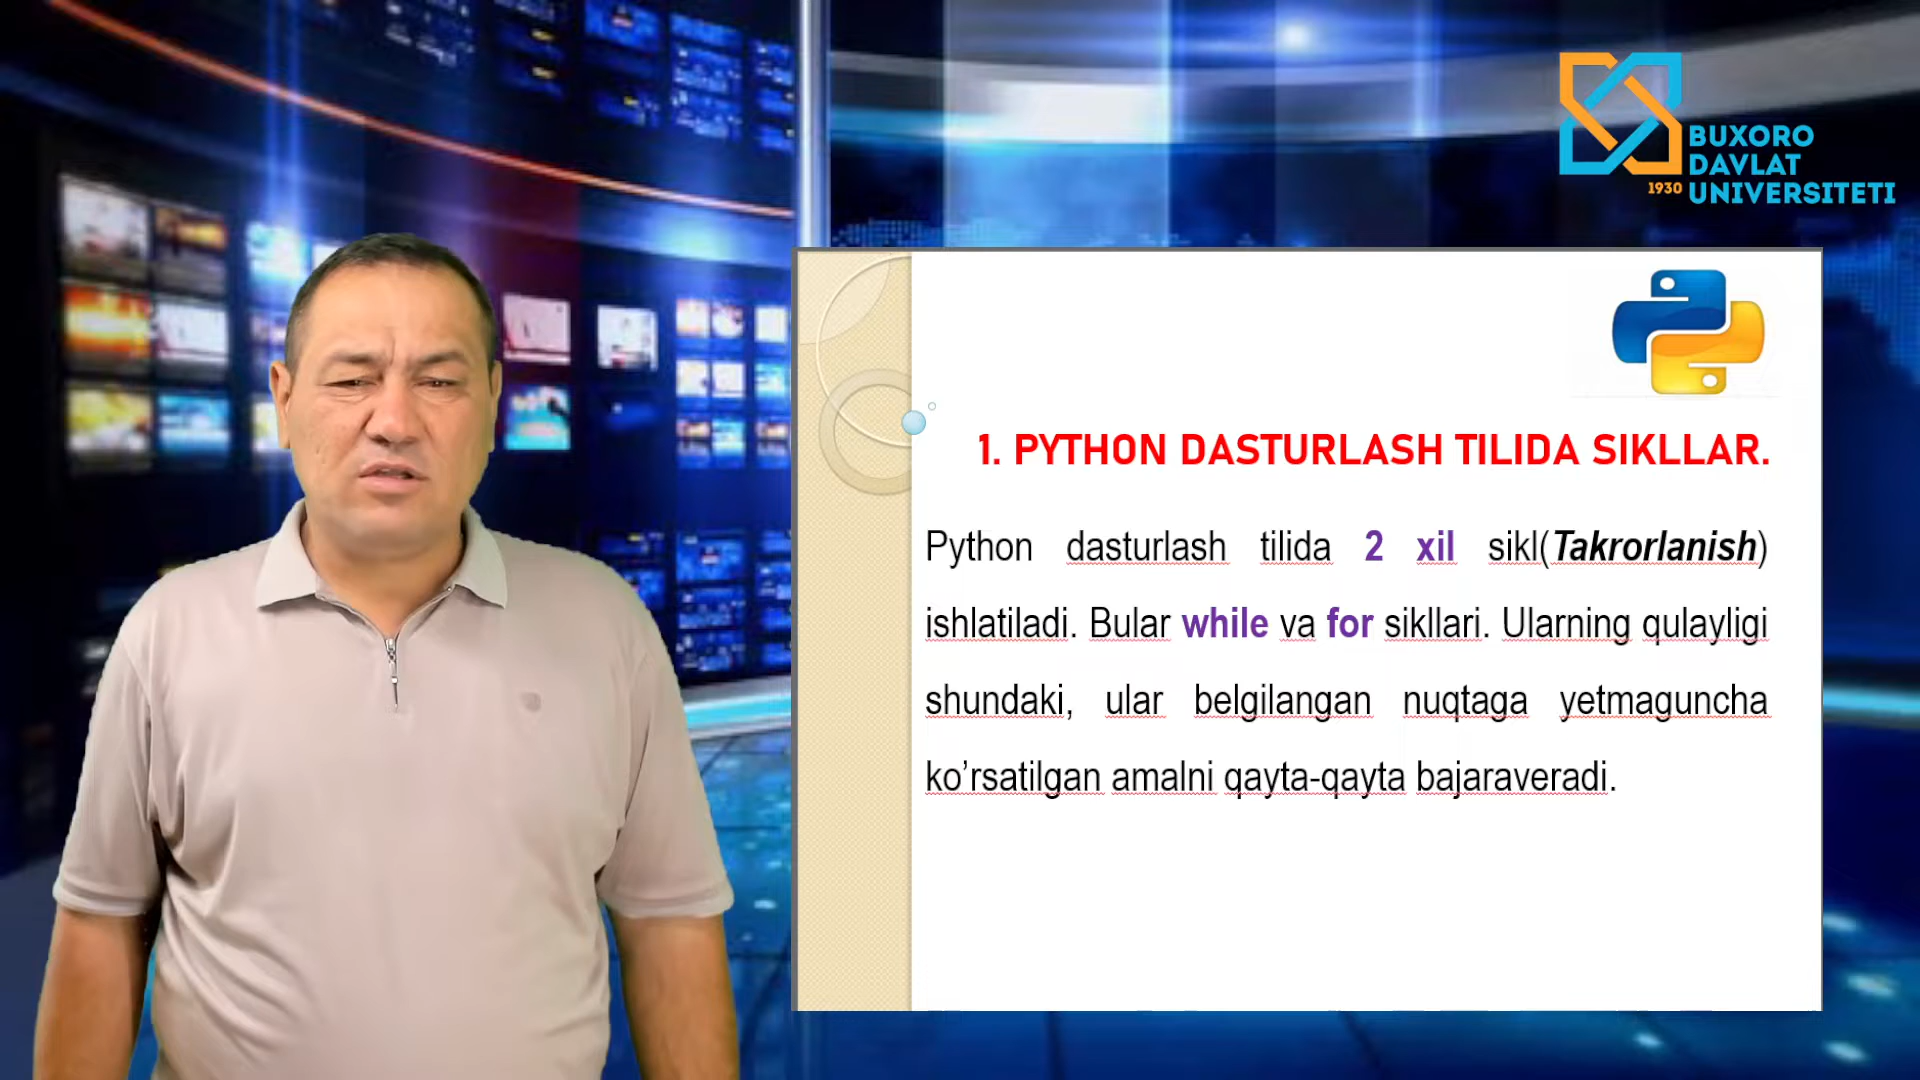 BUXORO
DAVLAT
1930 UNIVERSITETI
1. PYTHON DASTURLASH TILIDA SIKLLAR.
Python dasturlash tilida 2 xil sikl(Takrorlanish)
ishlatiladi. Bular while va for sikllari. Ularning qulayligi
shundaki, ular belgilangan nuqtaga yetmaguncha
ko’rsatilgan amalni qayta-qayta bajaraveradi.